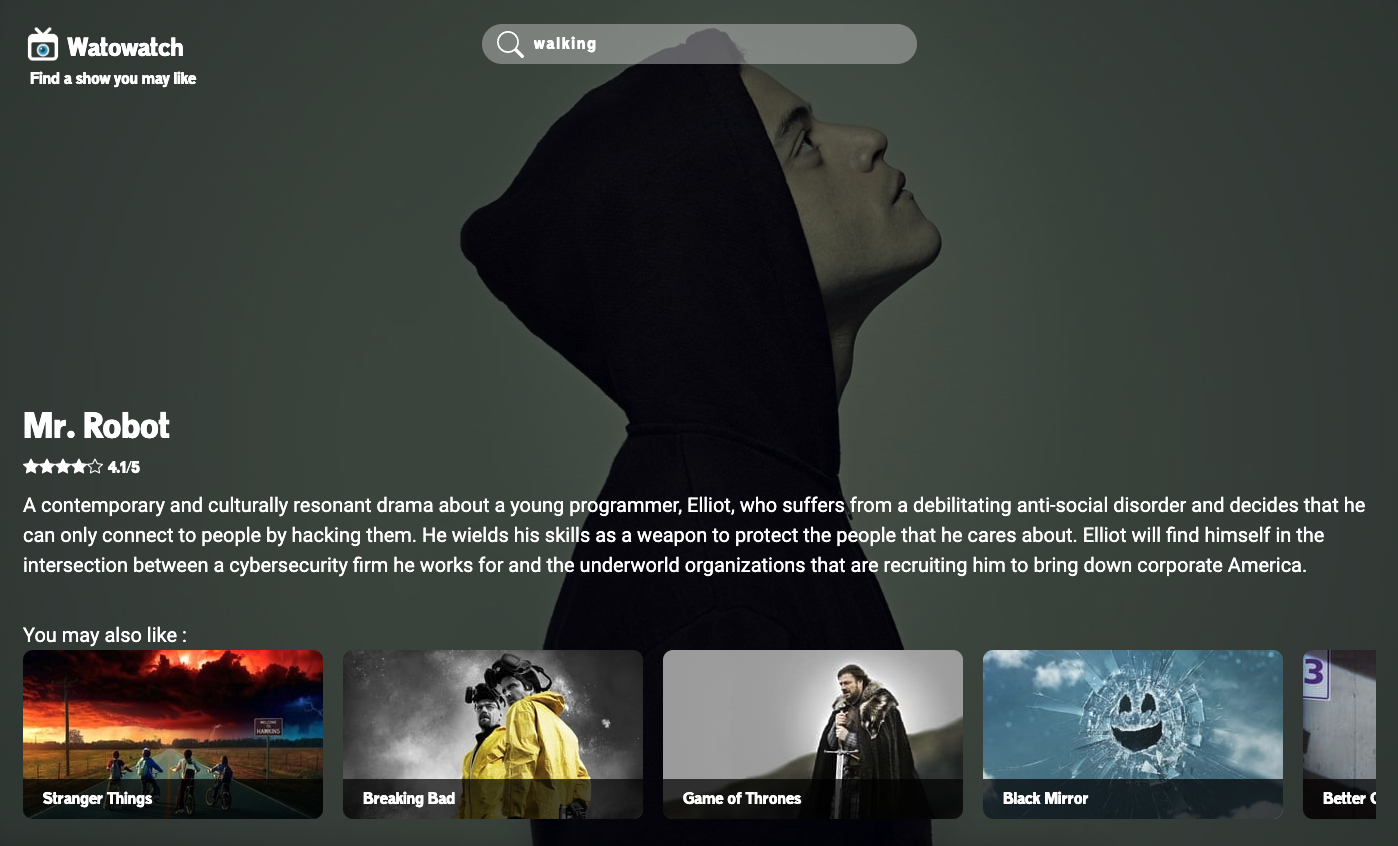 Watowatch
Find a show you may like
walking
Mr. Robot
4.1/5
A contemporary and culturally resonant drama about a young programmer, Elliot, who suffers from a debilitating anti-social disorder and decides that he
can only connect to people by hacking them. He wields his skills as a weapon to protect the people that he cares about. Elliot will find himself in the
intersection between a cybersecurity firm he works for and the underworld organizations that are recruiting him to bring down corporate America.
You may also like :
WELCOME
TO
HAWKINS
3
Stranger Things
Breaking Bad
Game of Thrones
Black Mirror
Better